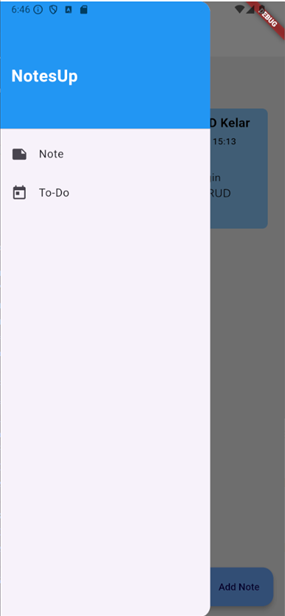 6:46
DEBUG
NotesUp
D Kelar
15:13
Note
in
RUD
To-Do
Add Note